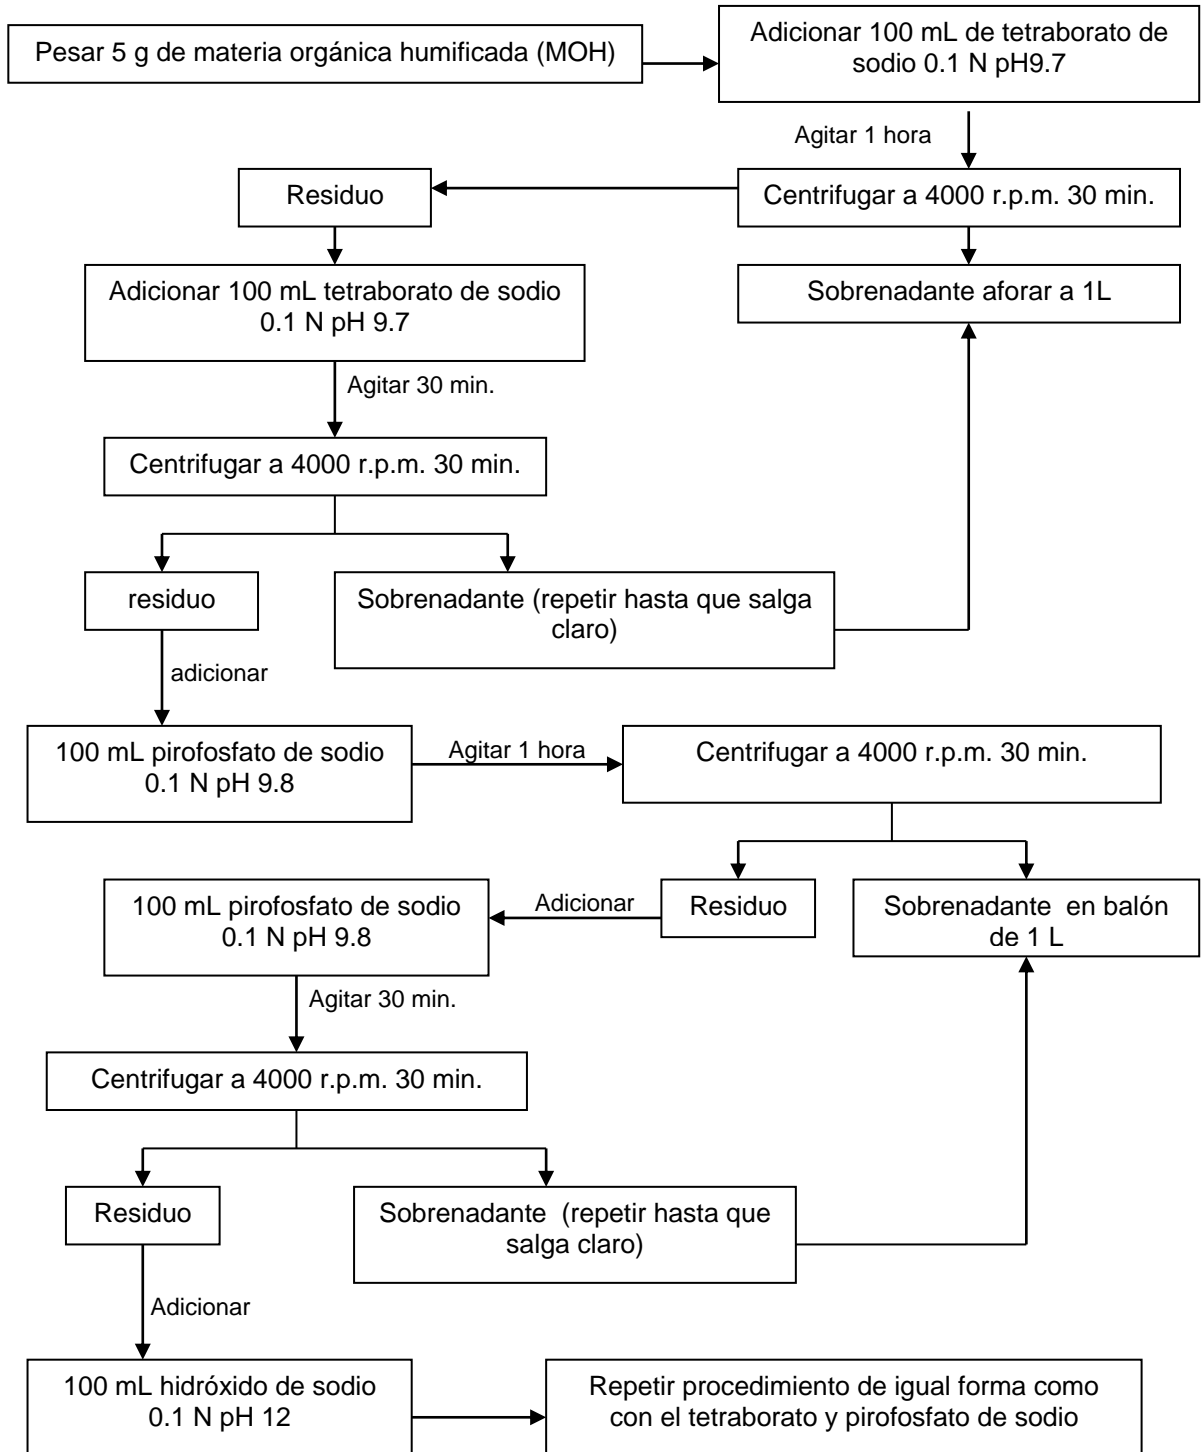 Pesar 5 g de materia orgánica humificada (MOH)
Adicionar 100 mL de tetraborato de
sodio 0.1 N pH9.7
Agitar 1 hora
Residuo
Centrifugar a 4000 r.p.m. 30 min.
Adicionar 100 mL tetraborato de sodio
0.1 N pH 9.7
Sobrenadante aforar a 1L
Agitar 30 min.
Centrifugar a 4000 r.p.m. 30 min.
residuo
Sobrenadante (repetir hasta que salga
claro)
adicionar
100 mL pirofosfato de sodio
0.1 N pH 9.8
Agitar 1 hora
Centrifugar a 4000 r.p.m. 30 min.
100 mL pirofosfato de sodio
0.1 N pH 9.8
Adicionar
Residuo
Sobrenadante en balón
de 1 L
Agitar 30 min.
Centrifugar a 4000 r.p.m. 30 min.
Residuo
Sobrenadante (repetir hasta que
salga claro)
Adicionar
100 mL hidróxido de sodio
0.1 N pH 12
Repetir procedimiento de igual forma como
con el tetraborato y pirofosfato de sodio